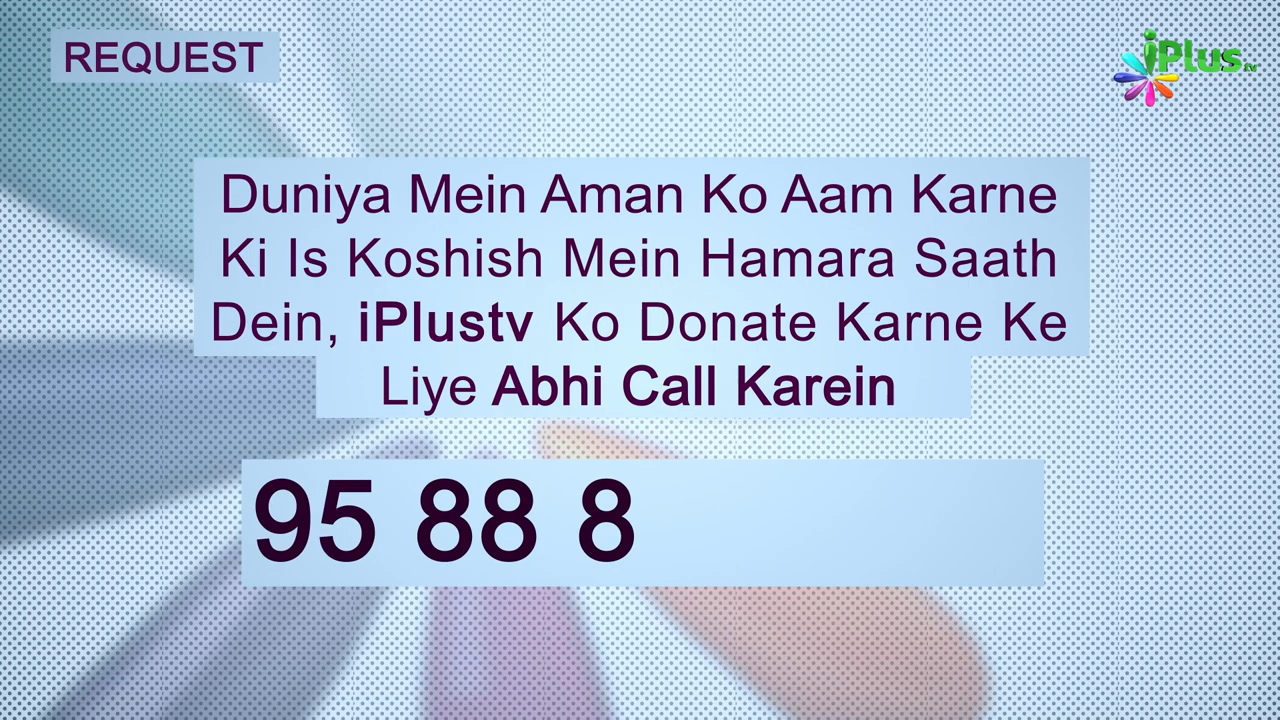 REQUEST
iPlus.tv
Duniya Mein Aman Ko Aam Karne
Ki Is Koshish Mein Hamara Saath
Dein, iPlustv Ko Donate Karne Ke
Liye Abhi Call Karein
95 88 8